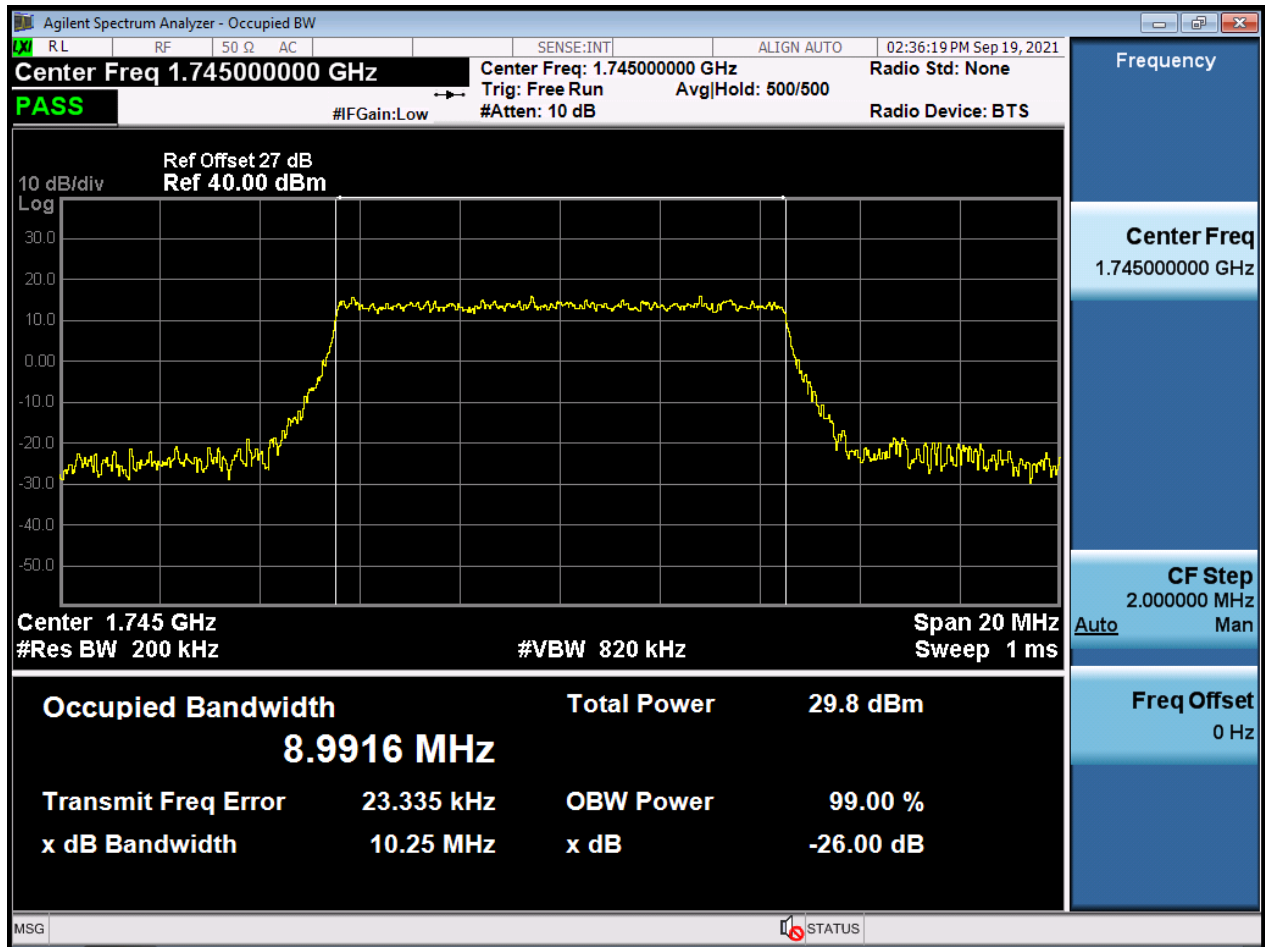 Agilent Spectrum Analyzer - Occupied BW
LXI RL RF 50 Ω AC SENSE:INT ALIGN AUTO 02:36:19 PM Sep 19, 2021
Center Freq 1.745000000 GHz
Center Freq: 1.745000000 GHz Radio Std: None
Trig: Free Run Avg|Hold: 500/500
PASS
#IFGain:Low #Atten: 10 dB Radio Device: BTS
Ref Offset 27 dB
10 dB/div Ref 40.00 dBm
Log
30.0
20.0
10.0
0.00
-10.0
-20.0
-30.0
-40.0
-50.0
Center 1.745 GHz Span 20 MHz
#Res BW 200 kHz #VBW 820 kHz Sweep 1 ms
Occupied Bandwidth Total Power 29.8 dBm
8.9916 MHz
Transmit Freq Error 23.335 kHz OBW Power 99.00 %
x dB Bandwidth 10.25 MHz x dB -26.00 dB
MSG STATUS
Frequency
Center Freq
1.745000000 GHz
CF Step
2.000000 MHz
Auto Man
Freq Offset
0 Hz